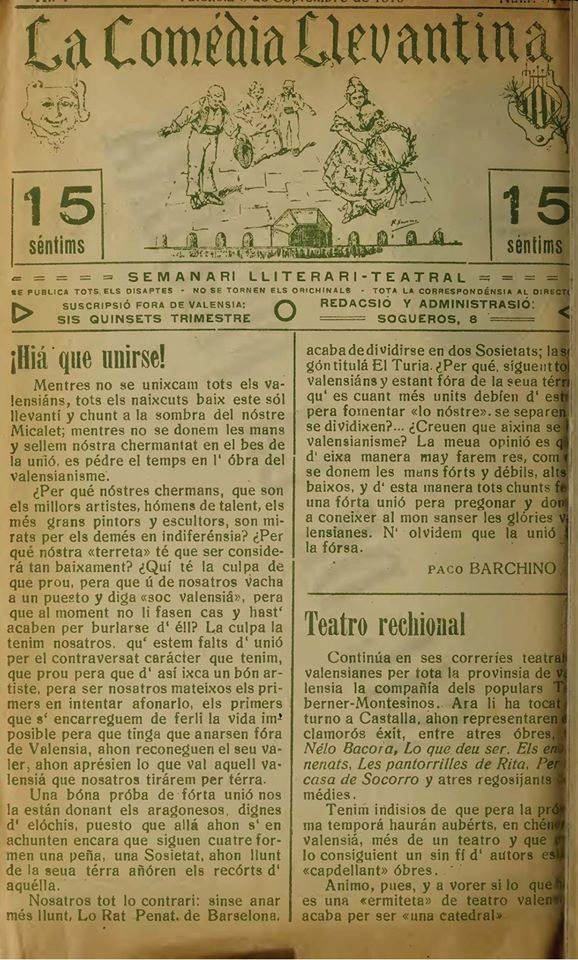 La Comèdia Llevantina
15
séntims
15
séntims
SEMANARI LLITERARI-TEATRAL
SE PUBLICA TOTS ELS DISAPTES - NO SE TORNEN ELS ORICHINALS - TOTA LA CORRESPONDÈNSIA AL
SUSCRIPSIÓ FORA DE VALENSIA:
SIS QUINSETS TRIMESTRE
REDACSIÓ Y ADMINISTRASIÓ:
SOGUEROS, 8
¡Hiá que unirse!
Mentres no se unixcam tots els va-
lensiáns, tots els naixcuts baix este sól
llevantí y chunt a la sombra del nóstre
Micalet; mentres no se donem les mans
y sellem nóstra chermantat en el bes de
la unió, es pédre el temps en l' óbra del
valensianisme.
¿Per qué nóstres chermans, que son
els millors artistes, hómens de talent, els
més grans pintors y escultors, son mi-
rats per els demés en indiferénsia? ¿Per
qué nóstra «terreta» té que ser conside-
rá tan baixament? ¿Quí té la culpa de
que prou, pera que ú de nosatros vacha
a un puesto y diga «soc valensiá», pera
que al moment no li fasen cas y hast'
acaben per burlarse d' éll? La culpa la
tenim nosatros, qu' estem falts d' unió
per el contraversat carácter que tenim,
que prou pera que d' así ixca un bón ar-
tiste, pera ser nosatros mateixos els pri-
mers en intentar afonarlo, els primers
que s' encarreguem de ferli la vida im-
posible pera que tinga que anarsen fóra
de Valensia, ahon reconeguen el seu va-
ler, ahon aprésien lo que val aquell va-
lensiá que nosatros tirárem per térra.
Una bóna próba de fórta unió nos
la están donant els aragonesos, dignes
d' elóchis, puesto que allá ahon s' en
achunten encara que siguen cuatre for-
men una peña, una Sosietat, ahon llunt
de la seua térra añóren els recórts d'
aquélla.
Nosatros tot lo contrari: sinse anar
més llunt, Lo Rat Penat, de Barselona,
acaba de dividirse en dos Sosietats; la
gón titulá El Turia. ¿Per qué, siguent
valensiáns y estant fóra de la seua
qu' es cuant més units debíen d'
pera fomentar «lo nóstre», se separen
se dividixen?... ¿Creuen que aixina se
valensianisme? La meua opinió es
d' eixa manera may farem res,
se donem les mans fórts y débils,
baixos, y d' esta manera tots chunts
una fórta unió pera pregonar y
a coneixer al mon sanser les glóries
lensianes. N' olvidem que la unió
la fórsa.
PACO BARCHINO
Teatro rechional
Continúa en ses correríes
valensianes per tota la provinsia de
lensia la compañía dels populars
berner-Montesinos. Ara li ha tocat
turno a Castalla, ahon representaren
clamorós éxit, entre atres óbres,
Nélo Bacora, Lo que deu ser, Els
nenats, Les pantorrilles de Rita,
casa de Socorro y atres regosijants
médies.
Tenim indisios de que pera la
ma temporá haurán aubérts, en
valensiá, més de un teatro y que
lo consiguient un sin fí d' autors
«capdellant» óbres.
Animo, pues, y a vorer si lo que
es una «ermiteta» de teatro
acaba per ser «una catedral»